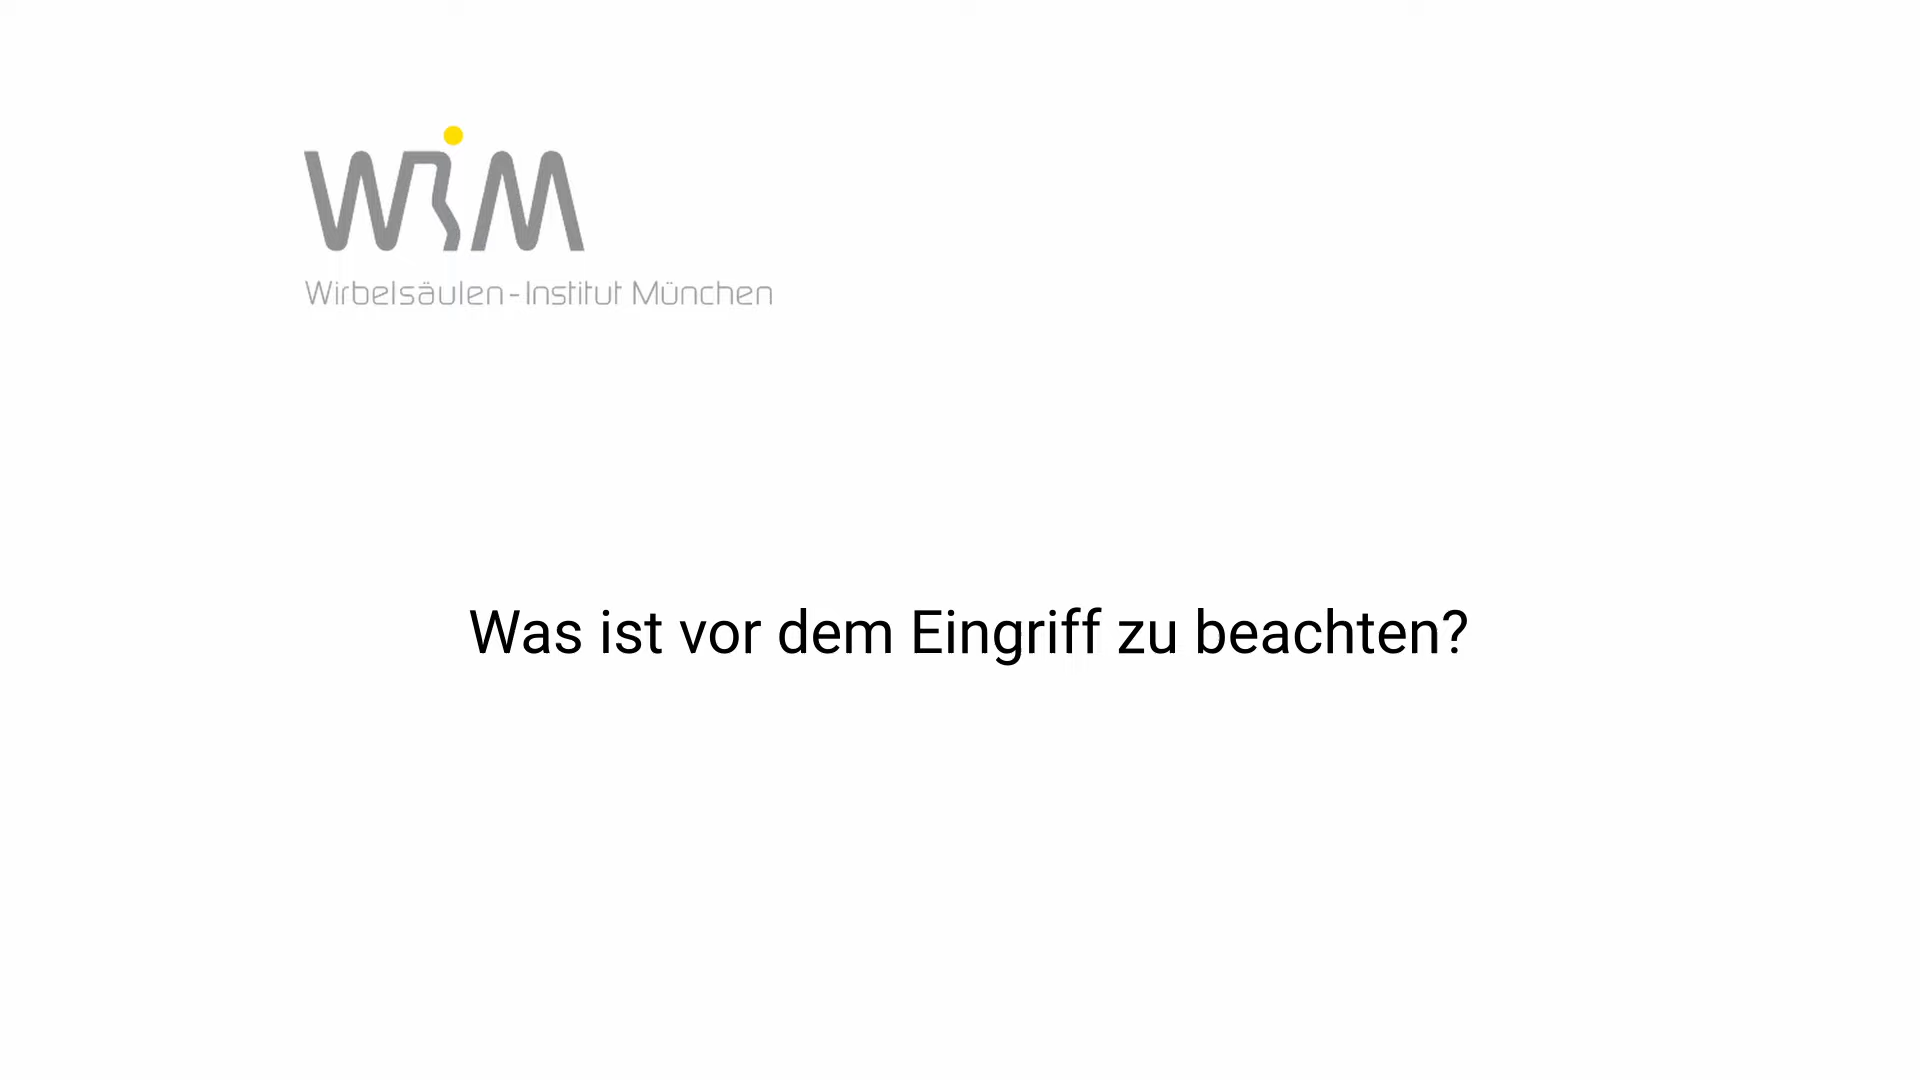 WIM
Wirbelsäulen-Institut München
Was ist vor dem Eingriff zu beachten?